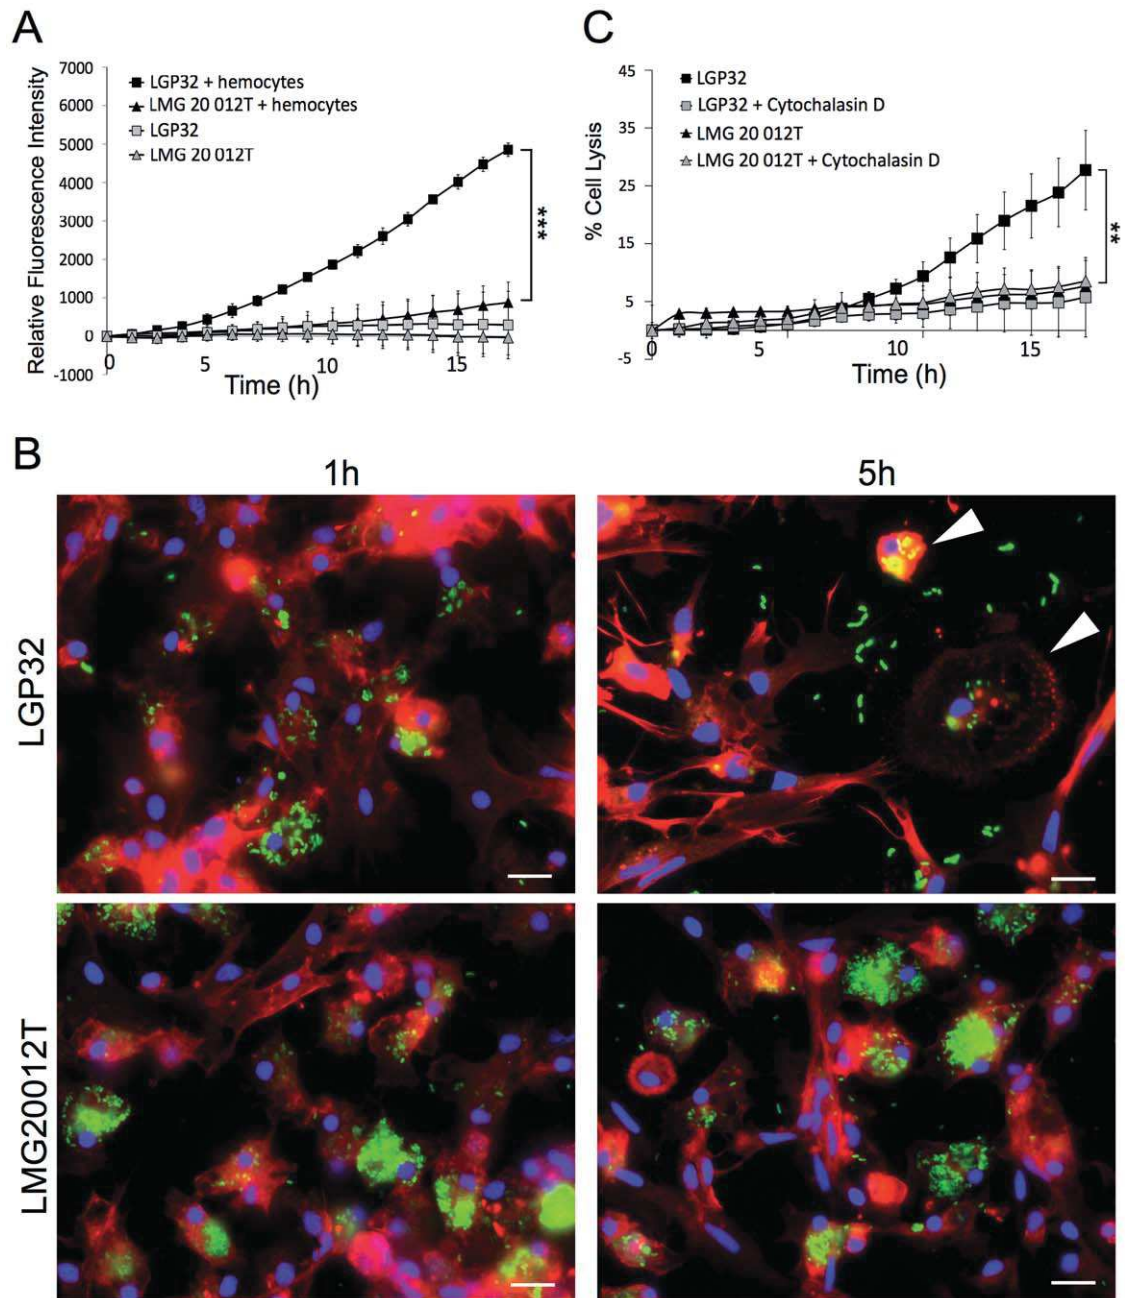 A
Relative Fluorescence Intensity
7000
6000
5000
4000
3000
2000
1000
0
-1000
LGP32 + hemocytes
LMG 20 012T + hemocytes
LGP32
LMG 20 012T
***
0
5
10
15
Time (h)
C
% Cell Lysis
45
35
25
15
5
-5
LGP32
LGP32 + Cytochalasin D
LMG 20 012T
LMG 20 012T + Cytochalasin D
**
0
5
10
15
Time (h)
B
1h
5h
LGP32
LMG20012T